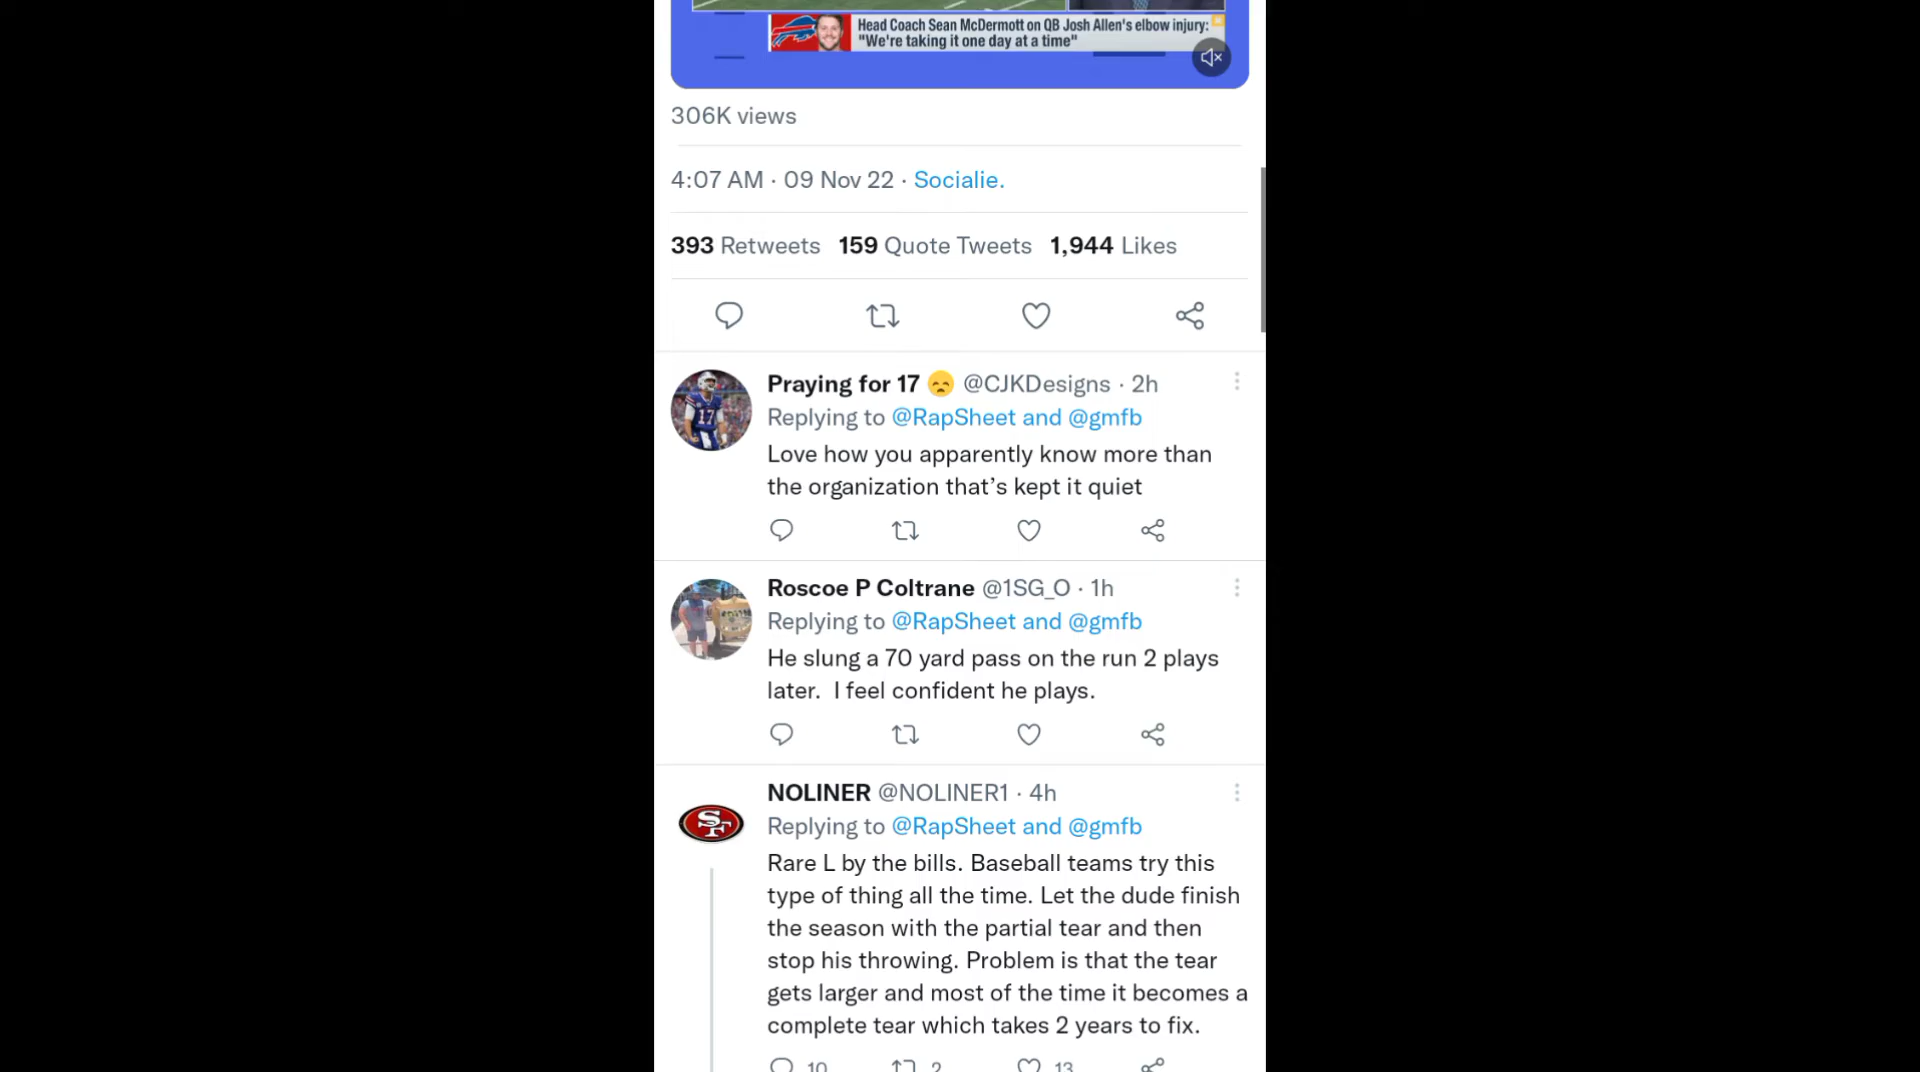 Head Coach Sean McDermott on QB Josh Allen's elbow injury:
"We're taking it one day at a time"
306K views
4:07 AM · 09 Nov 22 · Socialie.
393 Retweets 159 Quote Tweets 1,944 Likes
Praying for 17 😞 @CJKDesigns · 2h
Replying to @RapSheet and @gmfb
Love how you apparently know more than
the organization that’s kept it quiet
17
Roscoe P Coltrane @1SG_O · 1h
Replying to @RapSheet and @gmfb
He slung a 70 yard pass on the run 2 plays
later.  I feel confident he plays.
NOLINER @NOLINER1 · 4h
SF
Replying to @RapSheet and @gmfb
Rare L by the bills. Baseball teams try this
type of thing all the time. Let the dude finish
the season with the partial tear and then
stop his throwing. Problem is that the tear
gets larger and most of the time it becomes a
complete tear which takes 2 years to fix.
10 2 13